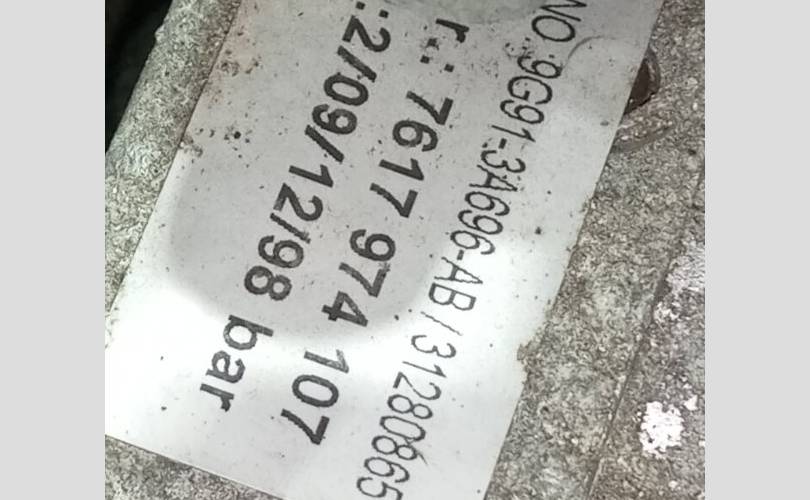 NO.:9G91-3A696-AB / 31280865
r.: 7617 974 107
.:2/09/12/98 bar